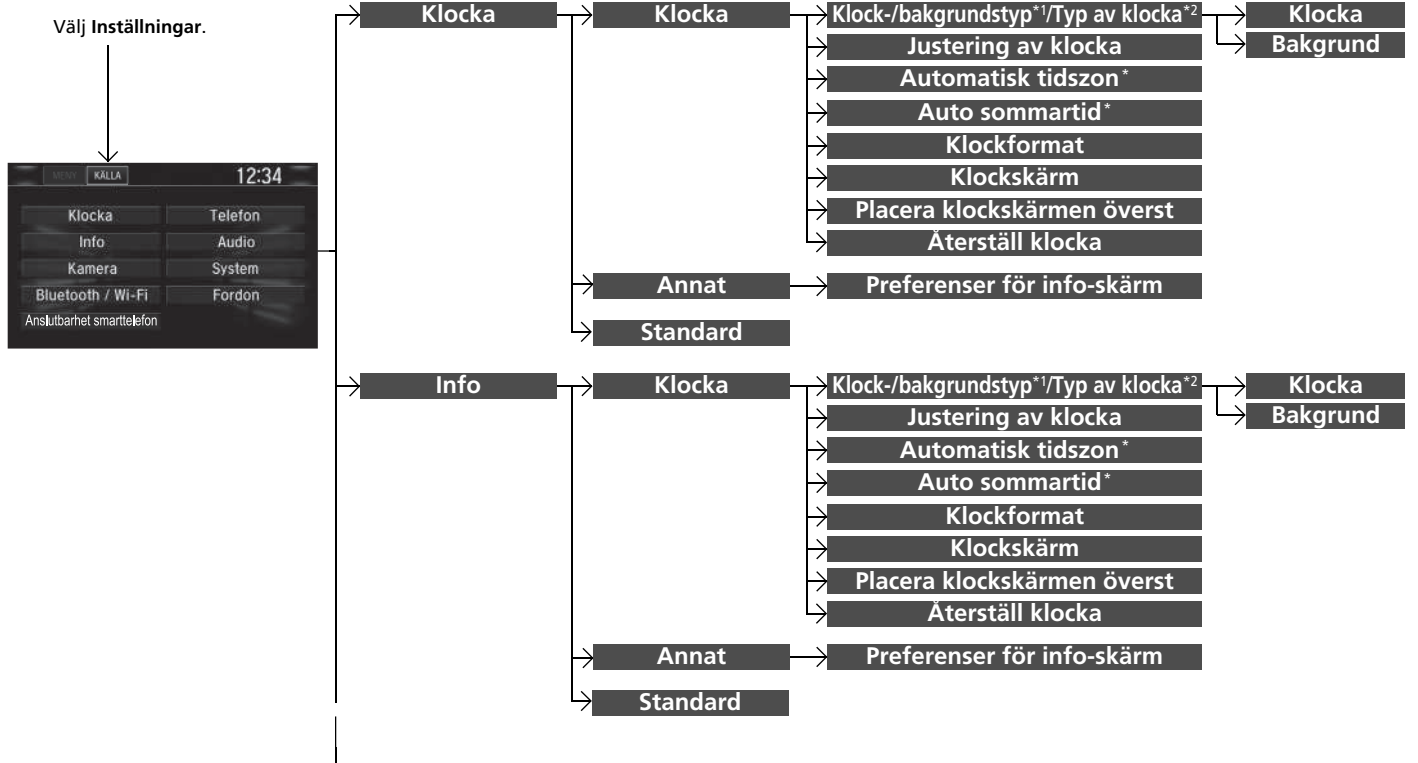 Välj Inställningar.
MENY KÄLLA 12:34
Klocka Telefon
Info Audio
Kamera System
Bluetooth / Wi-Fi Fordon
Anslutbarhet smarttelefon
Klocka
Klocka
Klock-/bakgrundstyp*1/Typ av klocka*2
Klocka
Bakgrund
Justering av klocka
Automatisk tidszon*
Auto sommartid*
Klockformat
Klockskärm
Placera klockskärmen överst
Återställ klocka
Annat
Preferenser för info-skärm
Standard
Info
Klocka
Klock-/bakgrundstyp*1/Typ av klocka*2
Klocka
Bakgrund
Justering av klocka
Automatisk tidszon*
Auto sommartid*
Klockformat
Klockskärm
Placera klockskärmen överst
Återställ klocka
Annat
Preferenser för info-skärm
Standard